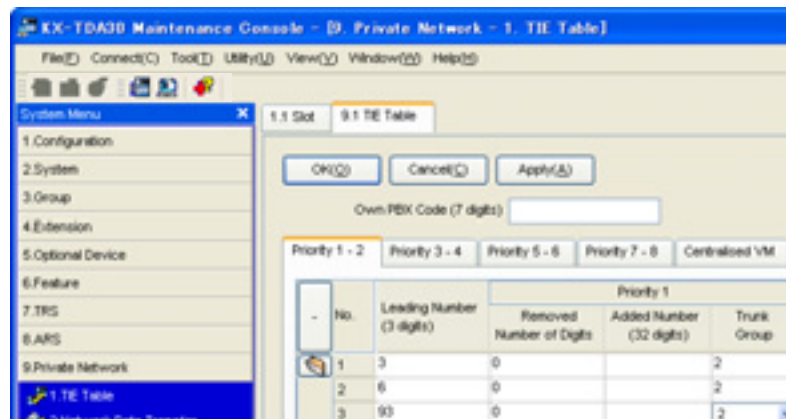 KX-TDA30 Maintenance Console - [9. Private Network - 1. TIE Table]
File(F) Connect(C) Tool(T) Utility(U) View(V) Window(W) Help(H)
System Menu
1.1 Slot 9.1 TIE Table
1.Configuration
2.System
3.Group
4.Extension
5.Optional Device
6.Feature
7.TRS
8.ARS
9.Private Network
1.TIE Table
OK(O) Cancel(C) Apply(A)
Own PBX Code (7 digits)
Priority 1 - 2 Priority 3 - 4 Priority 5 - 6 Priority 7 - 8 Centralised VM
Priority 1
No. Leading Number (3 digits) Removed Number of Digits Added Number (32 digits) Trunk Group
1 3 0 2
2 6 0 2
3 93 0 2